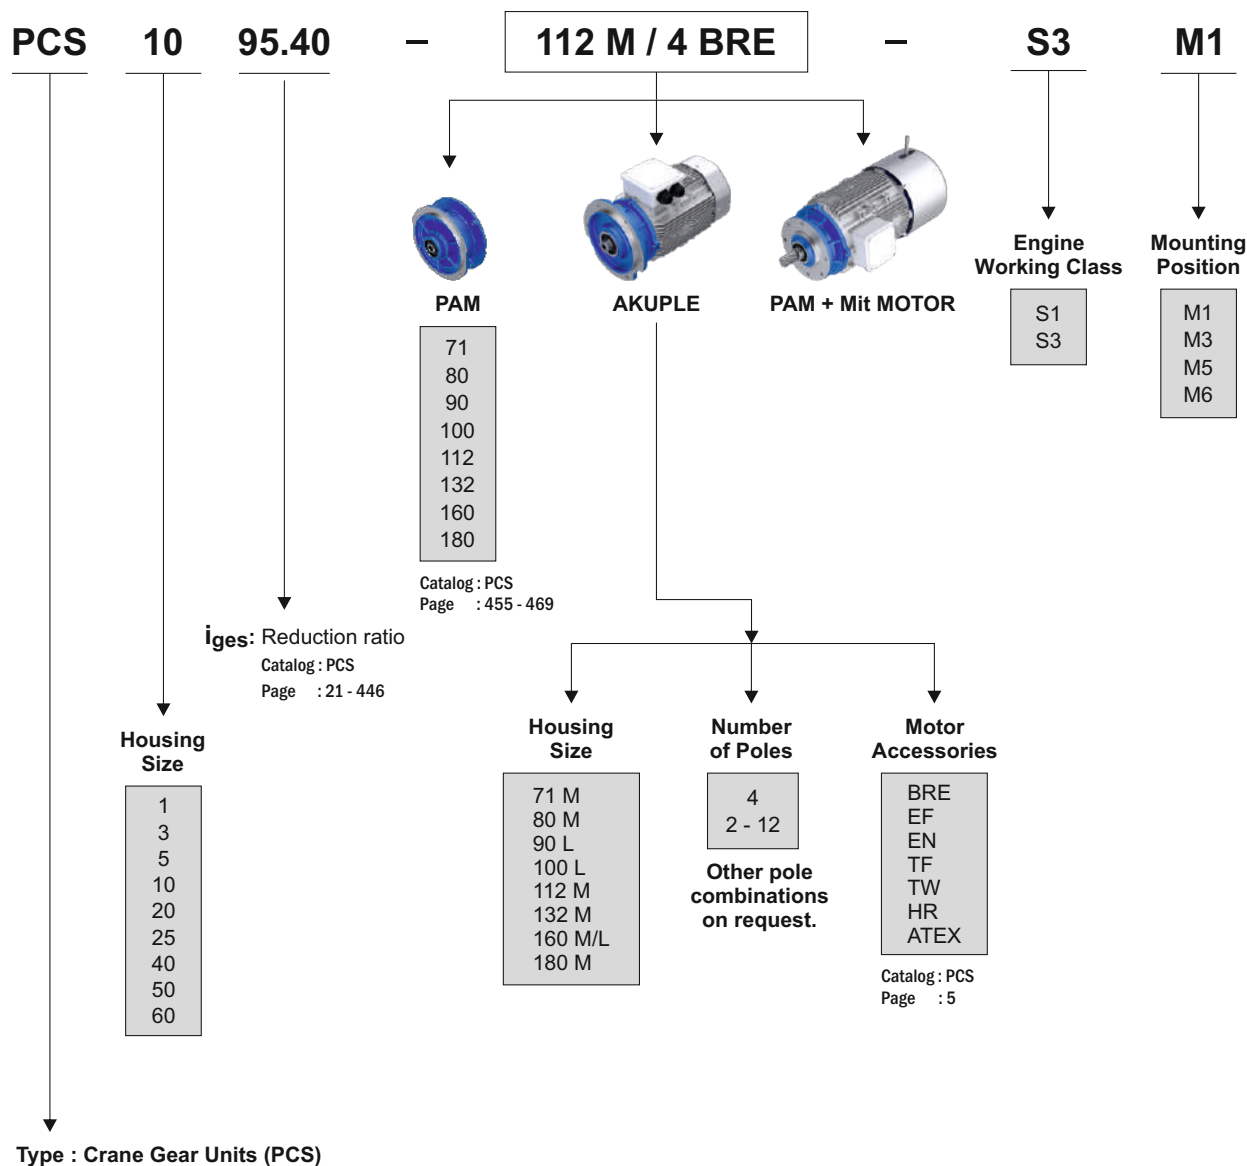 PCS 10 95.40 – 112 M / 4 BRE – S3 M1
PAM
71
80
90
100
112
132
160
180
Catalog : PCS
Page : 455 - 469
AKUPLE
PAM + Mit MOTOR
Engine
Working Class
S1
S3
Mounting
Position
M1
M3
M5
M6
iges: Reduction ratio
Catalog : PCS
Page : 21 - 446
Housing
Size
1
3
5
10
20
25
40
50
60
Housing
Size
71 M
80 M
90 L
100 L
112 M
132 M
160 M/L
180 M
Number
of Poles
4
2 - 12
Other pole
combinations
on request.
Motor
Accessories
BRE
EF
EN
TF
TW
HR
ATEX
Catalog : PCS
Page : 5
Type : Crane Gear Units (PCS)